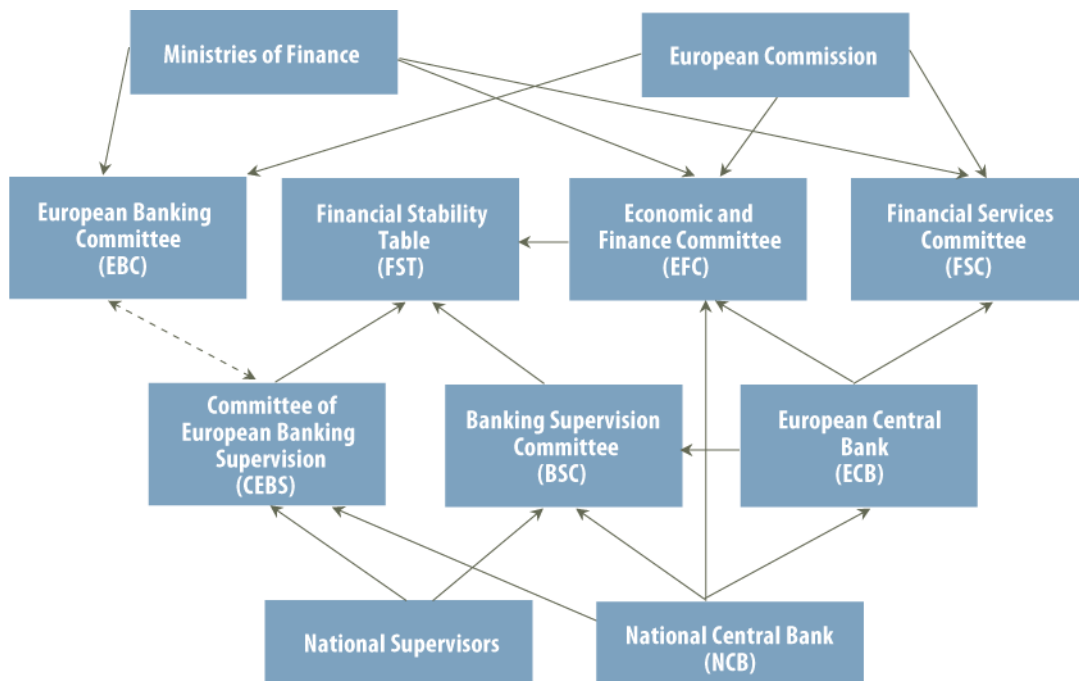 Ministries of Finance
European Commission
European Banking
Committee
(EBC)
Financial Stability
Table
(FST)
Economic and
Finance Committee
(EFC)
Financial Services
Committee
(FSC)
Committee of
European Banking
Supervision
(CEBS)
Banking Supervision
Committee
(BSC)
European Central
Bank
(ECB)
National Supervisors
National Central Bank
(NCB)